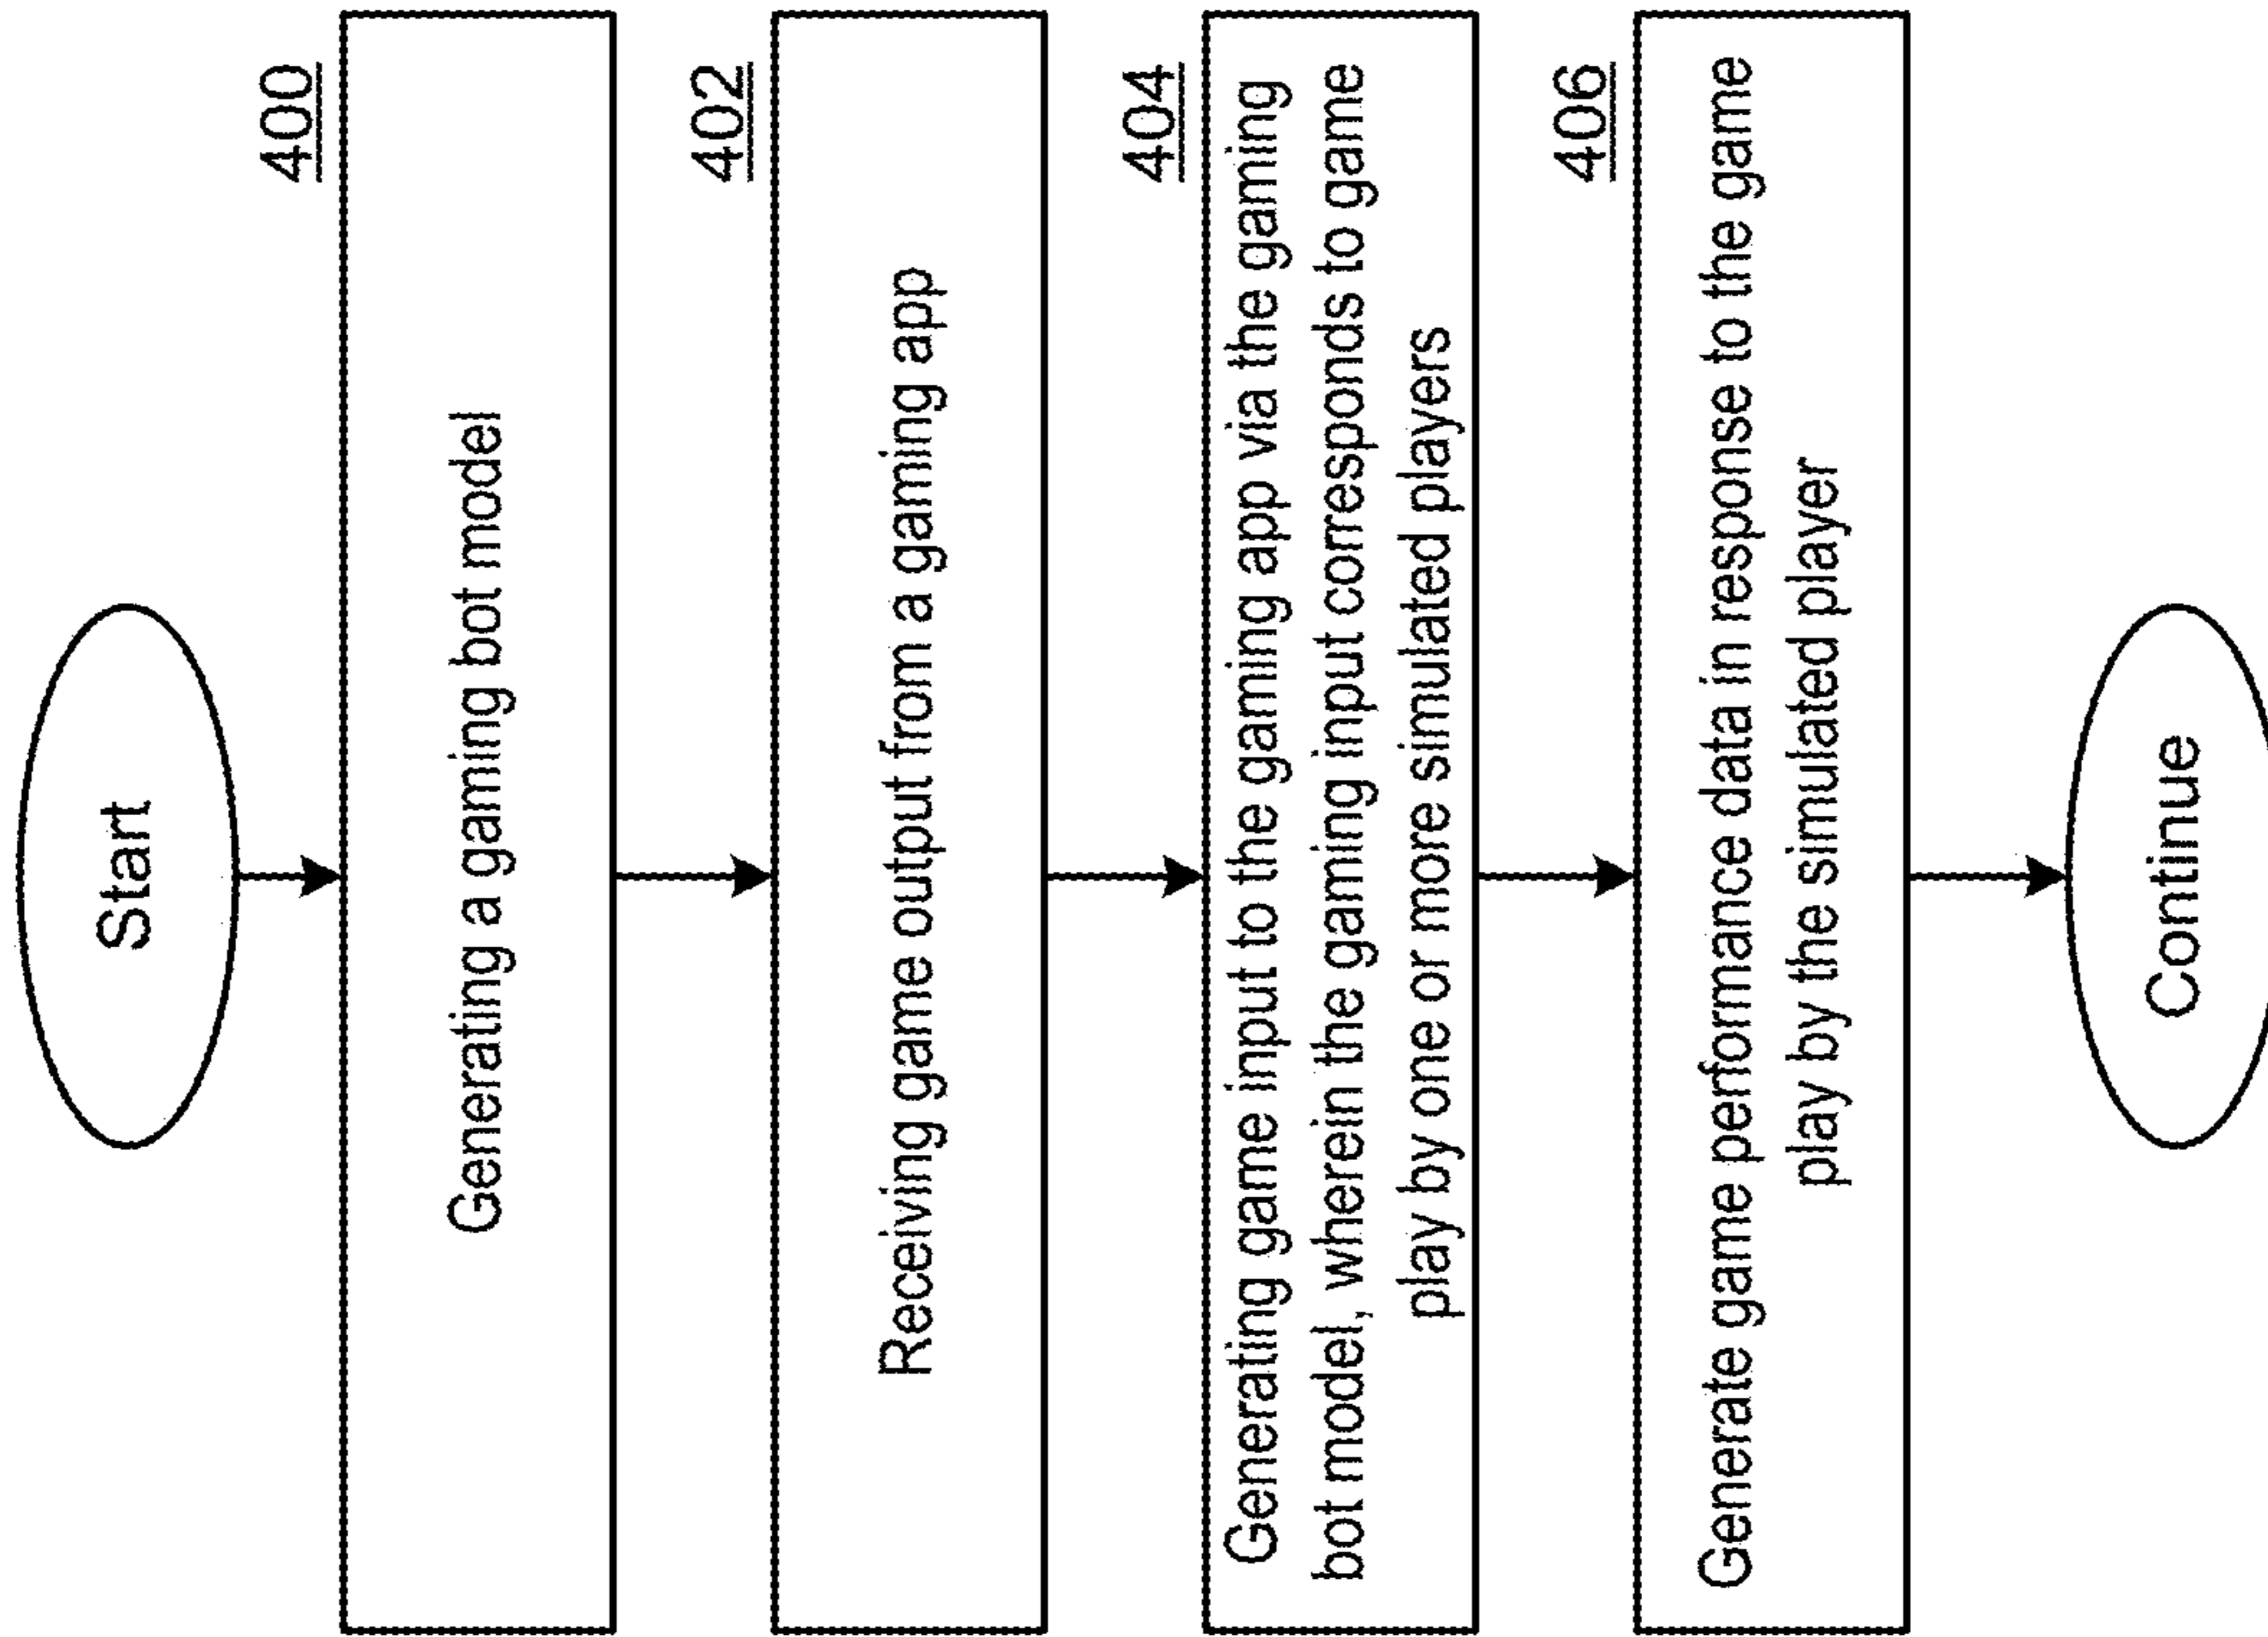 Start
400
Generating a gaming bot model
402
Receiving game output from a gaming app
404
Generating game input to the gaming app via the gaming
bot model, wherein the gaming input corresponds to game
play by one or more simulated players
406
Generate game performance data in response to the game
play by the simulated player
Continue